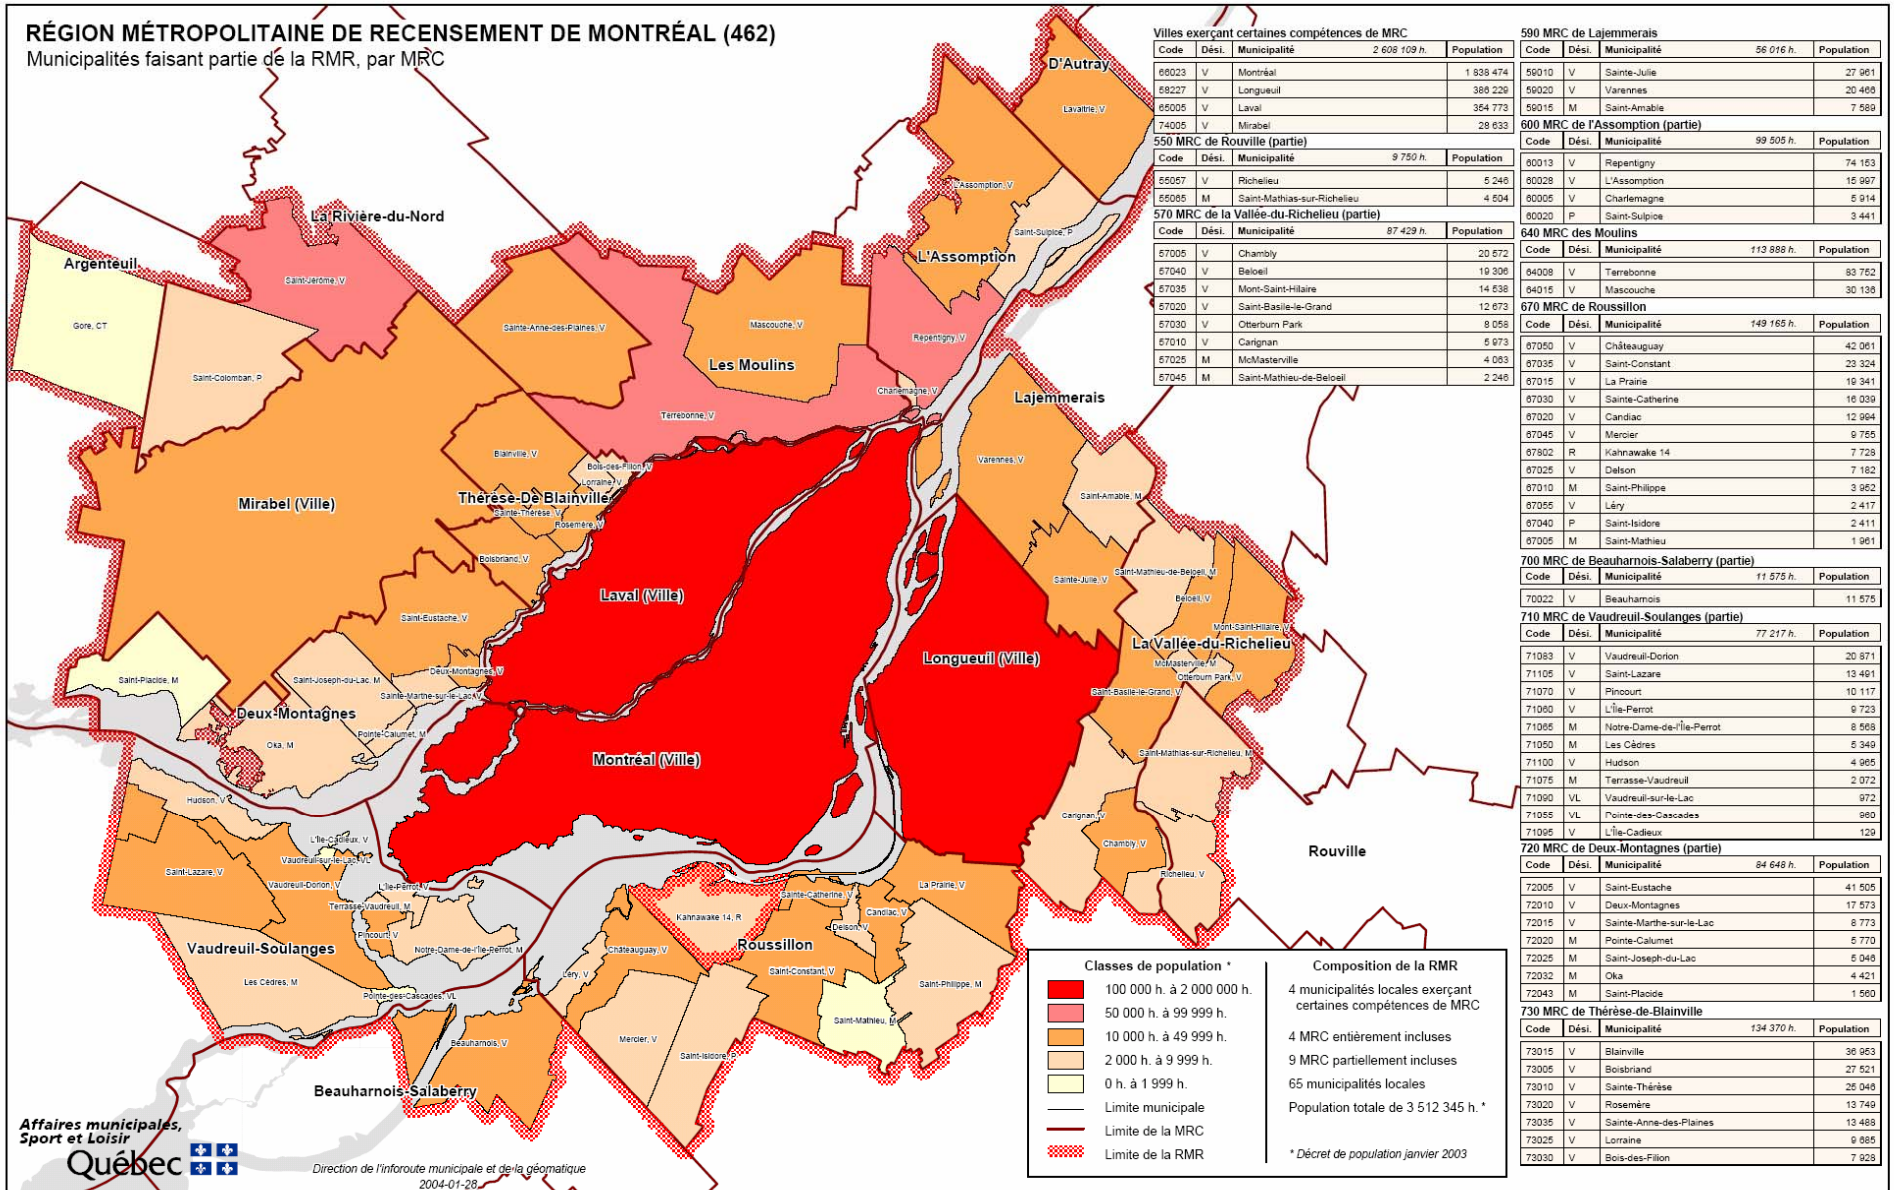 RÉGION MÉTROPOLITAINE DE RECENSEMENT DE MONTRÉAL (462)
Municipalités faisant partie de la RMR, par MRC
D'Autray
Lavaltrie, V
L'Assomption, V
Saint-Sulpice, P
L'Assomption
La Rivière-du-Nord
Argenteuil
Saint-Jérôme, V
Gore, CT
Sainte-Anne-des-Plaines, V
Mascouche, V
Repentigny, V
Les Moulins
Saint-Colomban, P
Charlemagne, V
Lajemmerais
Terrebonne, V
Blainville, V
Varennes, V
Bois-des-Filion, V
Lorraine, V
Thérèse-De Blainville
Saint-Amable, M
Mirabel (Ville)
Sainte-Thérèse, V
Rosemère, V
Boisbriand, V
Saint-Mathieu-de-Beloeil, M
Sainte-Julie, V
Laval (Ville)
Beloeil, V
Saint-Eustache, V
Mont-Saint-Hilaire, V
La Vallée-du-Richelieu
Longueuil (Ville)
McMasterville, M
Deux-Montagnes, V
Otterburn Park, V
Saint-Placide, M
Saint-Joseph-du-Lac, M
Sainte-Marthe-sur-le-Lac, V
Saint-Basile-le-Grand, V
Deux-Montagnes
Pointe-Calumet, M
Oka, M
Saint-Mathias-sur-Richelieu, M
Montréal (Ville)
Hudson, V
Carignan, V
L'Île-Cadieux, V
Chambly, V
Rouville
Vaudreuil-sur-le-Lac, VL
Saint-Lazare, V
Richelieu, V
Vaudreuil-Dorion, V
L'Île-Perrot, V
La Prairie, V
Sainte-Catherine, V
Terrasse-Vaudreuil, M
Candiac, V
Kahnawake 14, R
Delson, V
Pincourt, V
Vaudreuil-Soulanges
Notre-Dame-de-l'Île-Perrot, M
Châteauguay, V
Roussillon
Saint-Constant, V
Léry, V
Les Cèdres, M
Saint-Philippe, M
Pointe-des-Cascades, VL
Saint-Mathieu, M
Mercier, V
Beauharnois, V
Saint-Isidore, P
Beauharnois-Salaberry
Affaires municipales,
Sport et Loisir
Québec
Direction de l'inforoute municipale et de la géomatique
2004-01-28
Classes de population *
100 000 h. à 2 000 000 h.
50 000 h. à 99 999 h.
10 000 h. à 49 999 h.
2 000 h. à 9 999 h.
0 h. à 1 999 h.
Limite municipale
Limite de la MRC
Limite de la RMR
Composition de la RMR
4 municipalités locales exerçant
certaines compétences de MRC
4 MRC entièrement incluses
9 MRC partiellement incluses
65 municipalités locales
Population totale de 3 512 345 h. *
* Décret de population janvier 2003
Villes exerçant certaines compétences de MRC
Code Dési. Municipalité 2 608 109 h. Population
66023 V Montréal 1 838 474
58227 V Longueuil 386 229
65005 V Laval 354 773
74005 V Mirabel 28 633
550 MRC de Rouville (partie)
Code Dési. Municipalité 9 750 h. Population
55057 V Richelieu 5 246
55065 M Saint-Mathias-sur-Richelieu 4 504
570 MRC de la Vallée-du-Richelieu (partie)
Code Dési. Municipalité 87 429 h. Population
57005 V Chambly 20 572
57040 V Beloeil 19 306
57035 V Mont-Saint-Hilaire 14 538
57020 V Saint-Basile-le-Grand 12 673
57030 V Otterburn Park 8 058
57010 V Carignan 5 973
57025 M McMasterville 4 063
57045 M Saint-Mathieu-de-Beloeil 2 246
590 MRC de Lajemmerais
Code Dési. Municipalité 56 016 h. Population
59010 V Sainte-Julie 27 961
59020 V Varennes 20 466
59015 M Saint-Amable 7 589
600 MRC de l'Assomption (partie)
Code Dési. Municipalité 99 505 h. Population
60013 V Repentigny 74 153
60028 V L'Assomption 15 997
60005 V Charlemagne 5 914
60020 P Saint-Sulpice 3 441
640 MRC des Moulins
Code Dési. Municipalité 113 888 h. Population
64008 V Terrebonne 83 752
64015 V Mascouche 30 136
670 MRC de Roussillon
Code Dési. Municipalité 149 165 h. Population
67050 V Châteauguay 42 061
67035 V Saint-Constant 23 324
67015 V La Prairie 19 341
67030 V Sainte-Catherine 16 039
67020 V Candiac 12 994
67045 V Mercier 9 755
67802 R Kahnawake 14 7 728
67025 V Delson 7 182
67010 M Saint-Philippe 3 952
67055 V Léry 2 417
67040 P Saint-Isidore 2 411
67005 M Saint-Mathieu 1 961
700 MRC de Beauharnois-Salaberry (partie)
Code Dési. Municipalité 11 575 h. Population
70022 V Beauharnois 11 575
710 MRC de Vaudreuil-Soulanges (partie)
Code Dési. Municipalité 77 217 h. Population
71083 V Vaudreuil-Dorion 20 871
71105 V Saint-Lazare 13 491
71070 V Pincourt 10 117
71060 V L'Île-Perrot 9 723
71065 M Notre-Dame-de-l'Île-Perrot 8 568
71050 M Les Cèdres 5 349
71100 V Hudson 4 965
71075 M Terrasse-Vaudreuil 2 072
71090 VL Vaudreuil-sur-le-Lac 972
71055 VL Pointe-des-Cascades 960
71095 V L'Île-Cadieux 129
720 MRC de Deux-Montagnes (partie)
Code Dési. Municipalité 84 648 h. Population
72005 V Saint-Eustache 41 505
72010 V Deux-Montagnes 17 573
72015 V Sainte-Marthe-sur-le-Lac 8 773
72020 M Pointe-Calumet 5 770
72025 M Saint-Joseph-du-Lac 5 046
72032 M Oka 4 421
72043 M Saint-Placide 1 560
730 MRC de Thérèse-de-Blainville
Code Dési. Municipalité 134 370 h. Population
73015 V Blainville 36 953
73005 V Boisbriand 27 521
73010 V Sainte-Thérèse 25 046
73020 V Rosemère 13 749
73035 V Sainte-Anne-des-Plaines 13 488
73025 V Lorraine 9 685
73030 V Bois-des-Filion 7 928